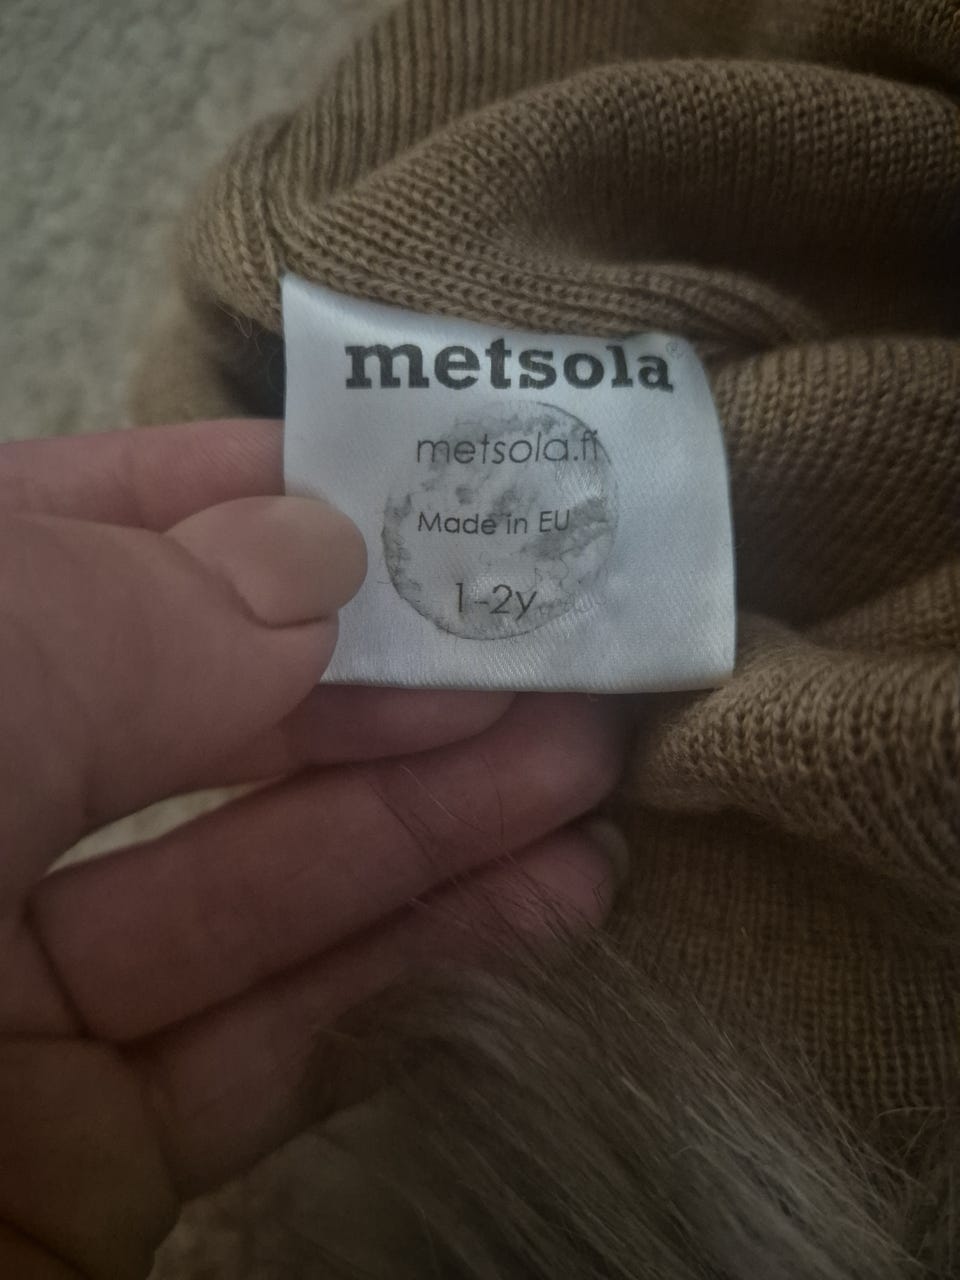 metsola®
metsola.fi
Made in EU
1-2y